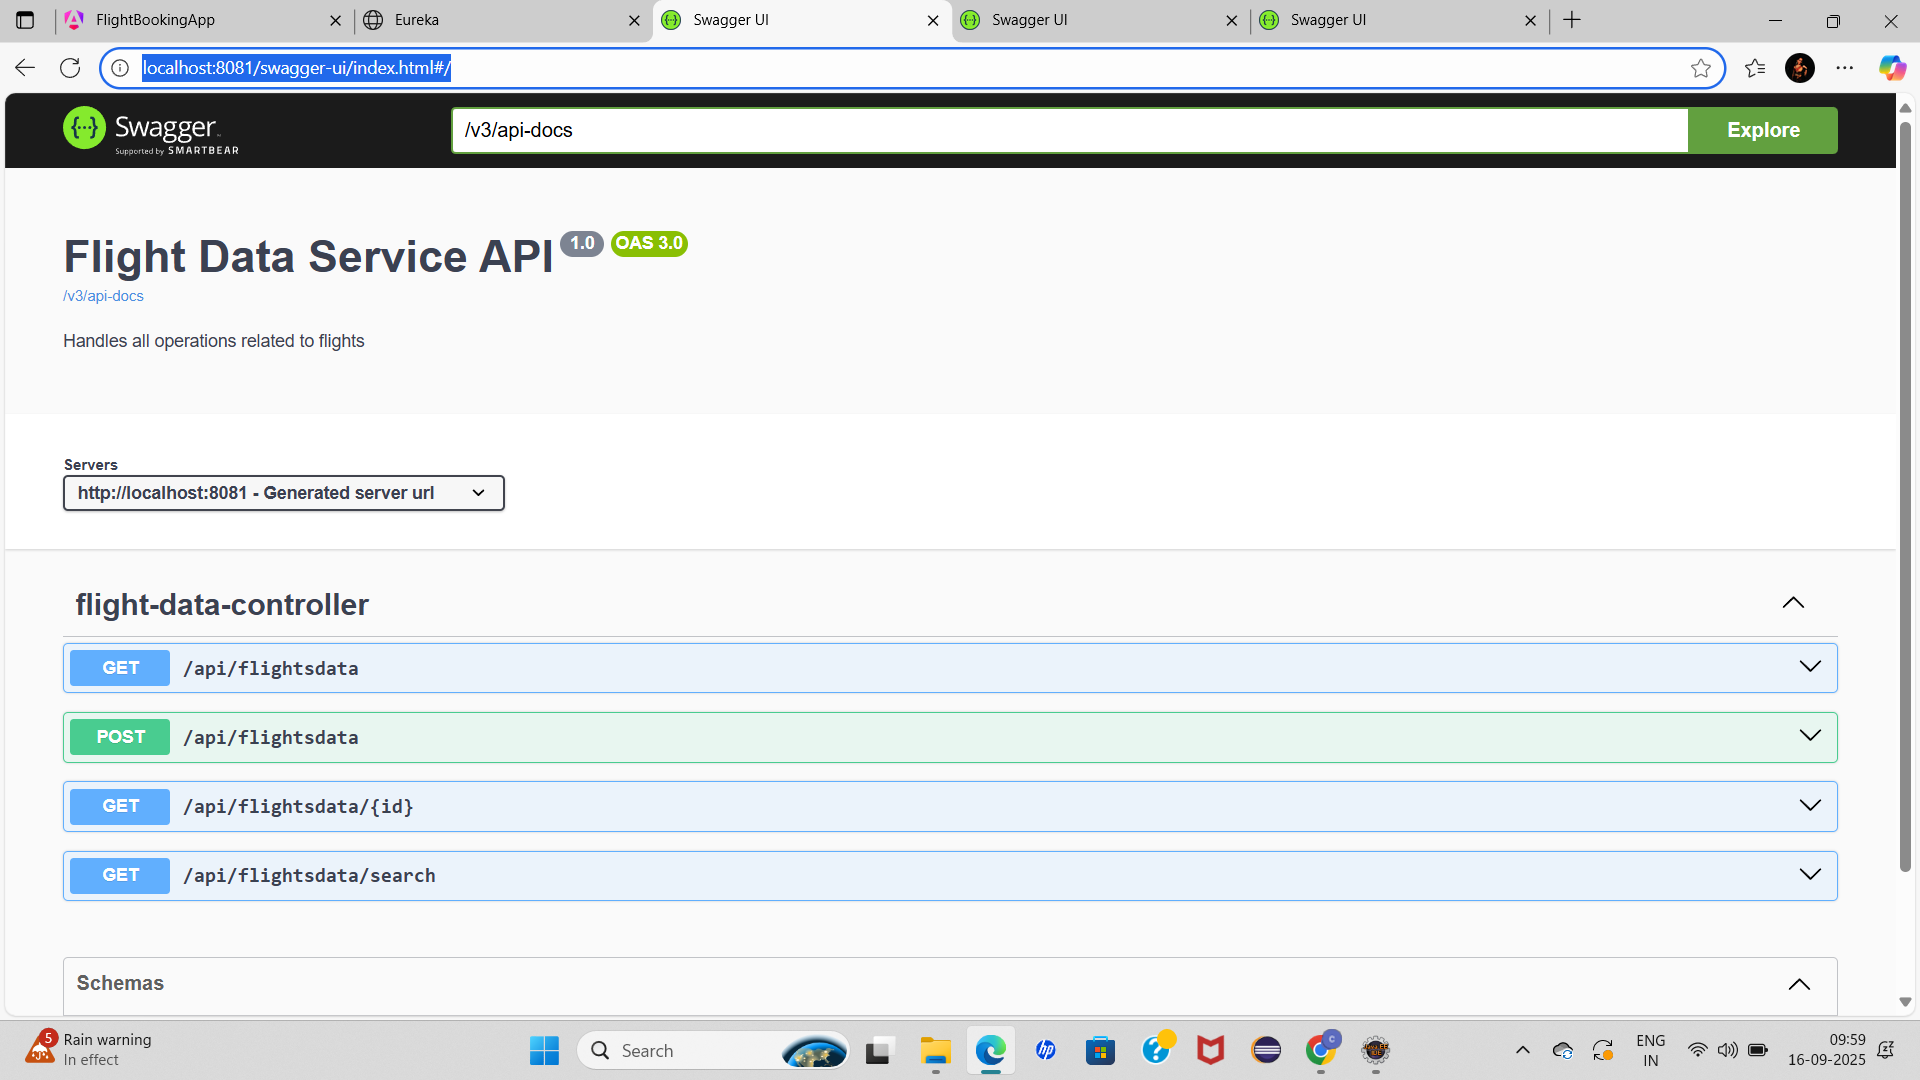 FlightBookingApp
Eureka
Swagger UI
Swagger UI
Swagger UI
localhost:8081/swagger-ui/index.html#/
Swagger
Supported by SMARTBEAR
/v3/api-docs
Explore
Flight Data Service API 1.0 OAS 3.0
/v3/api-docs
Handles all operations related to flights
Servers
http://localhost:8081 - Generated server url
flight-data-controller
GET /api/flightsdata
POST /api/flightsdata
GET /api/flightsdata/{id}
GET /api/flightsdata/search
Schemas
5
Rain warning
In effect
Search
hp
C
ENG
IN
09:59
16-09-2025